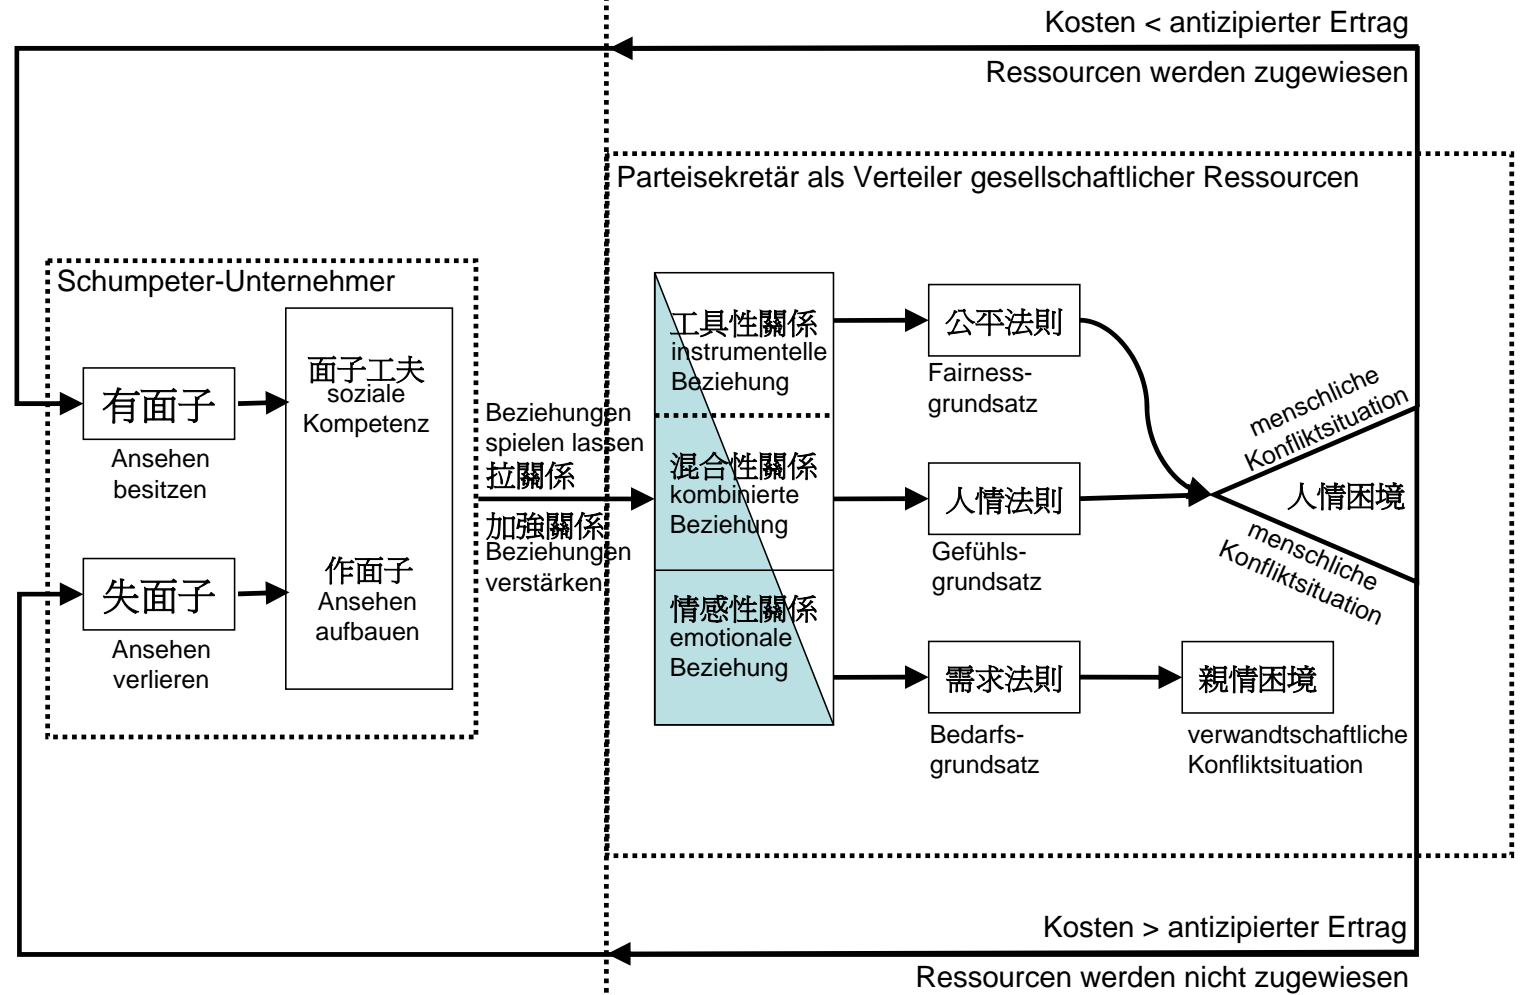 Kosten < antizipierter Ertrag
Ressourcen werden zugewiesen
Parteisekretär als Verteiler gesellschaftlicher Ressourcen
Schumpeter-Unternehmer
有面子
Ansehen
besitzen
失面子
Ansehen
verlieren
面子工夫
soziale
Kompetenz
作面子
Ansehen
aufbauen
Beziehungen
spielen lassen
拉關係
加強關係
Beziehungen
verstärken
工具性關係
instrumentelle
Beziehung
混合性關係
kombinierte
Beziehung
情感性關係
emotionale
Beziehung
公平法則
Fairness-
grundsatz
人情法則
Gefühls-
grundsatz
需求法則
Bedarfs-
grundsatz
menschliche
Konfliktsituation
人情困境
menschliche
Konfliktsituation
親情困境
verwandtschaftliche
Konfliktsituation
Kosten > antizipierter Ertrag
Ressourcen werden nicht zugewiesen